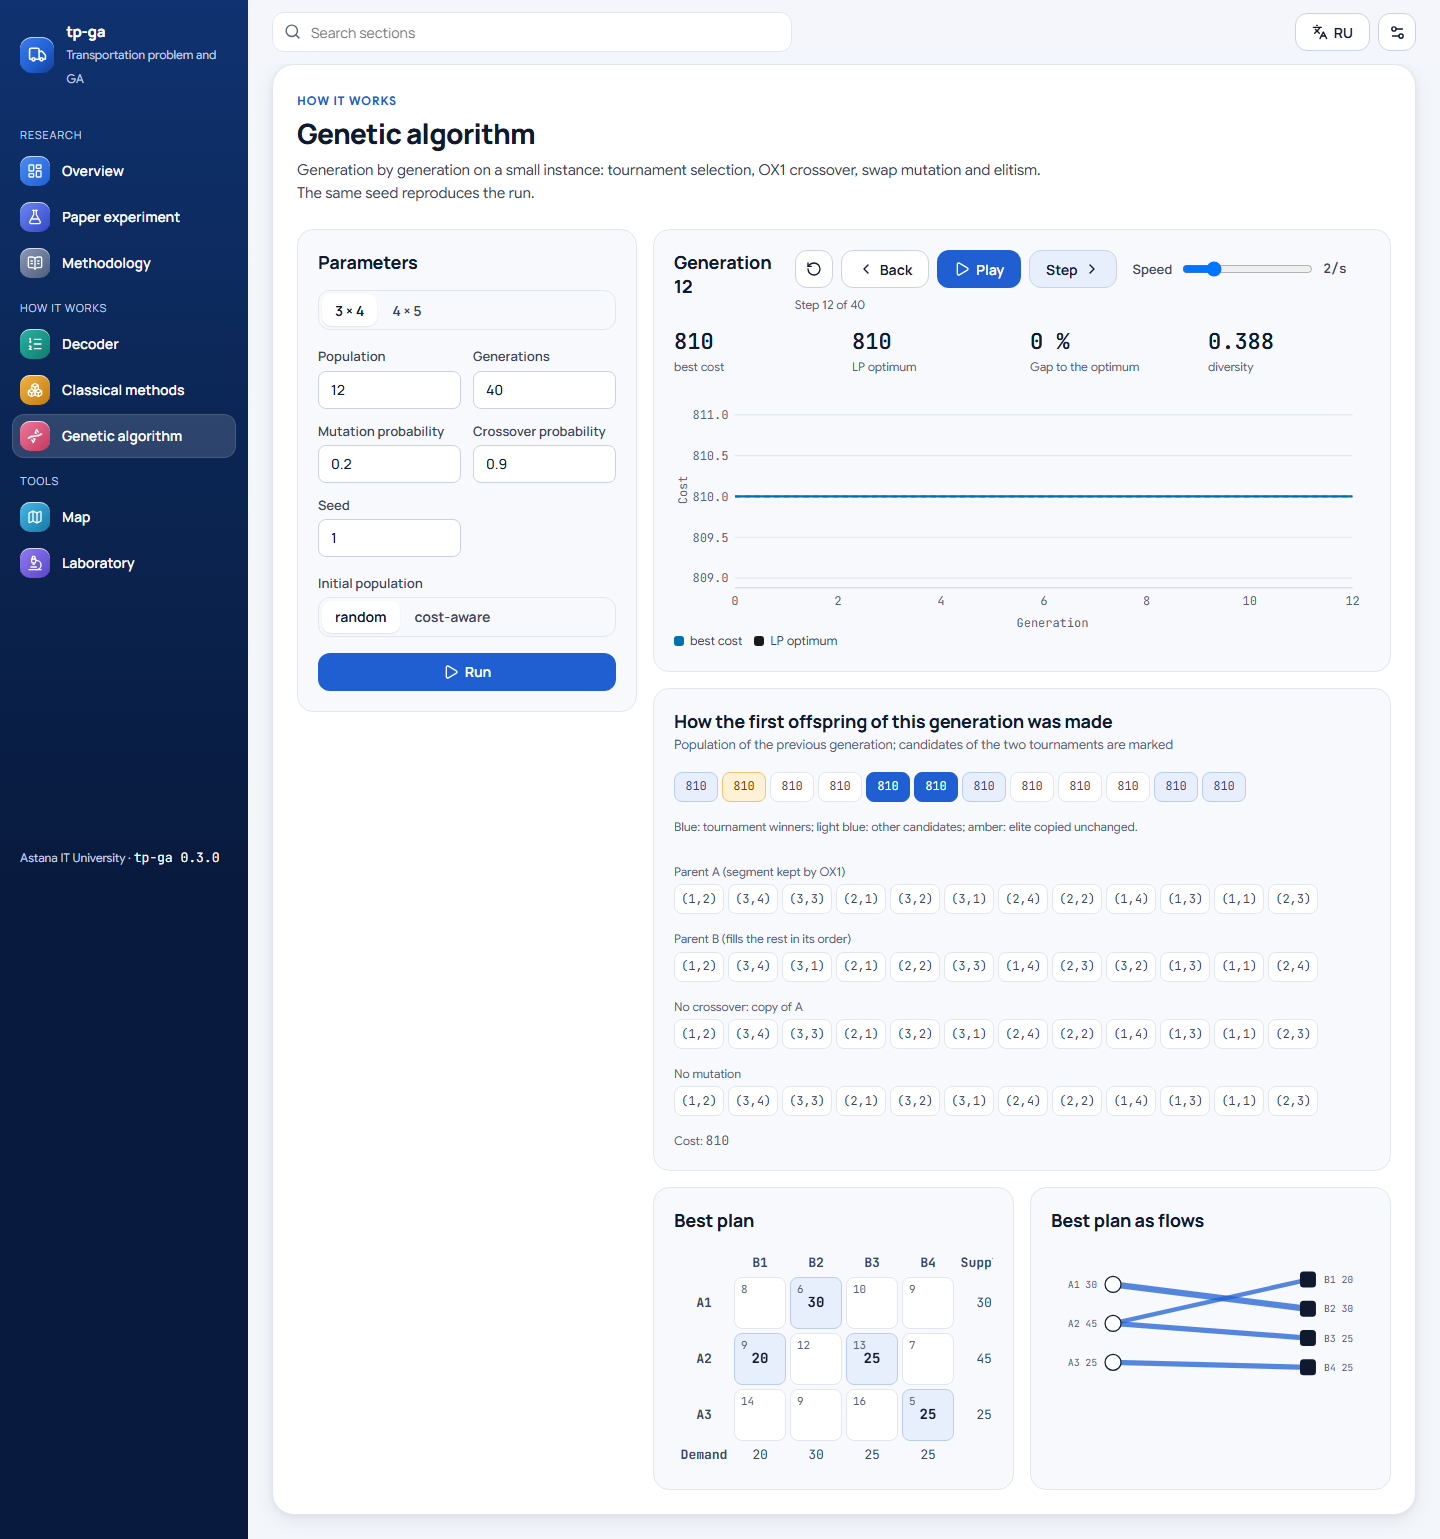 tp-ga
Transportation problem and
GA
RESEARCH
Overview
Paper experiment
Methodology
HOW IT WORKS
Decoder
Classical methods
Genetic algorithm
TOOLS
Map
Laboratory
Astana IT University · tp-ga 0.3.0
Search sections
RU
HOW IT WORKS
Genetic algorithm
Generation by generation on a small instance: tournament selection, OX1 crossover, swap mutation and elitism.
The same seed reproduces the run.
Parameters
3 × 4 4 × 5
Population Generations
12 40
Mutation probability Crossover probability
0.2 0.9
Seed
1
Initial population
random cost-aware
Run
Generation
12
Back Play Step Speed 2/s
Step 12 of 40
810 810 0 % 0.388
best cost LP optimum Gap to the optimum diversity
811.0
810.5
810.0
809.5
809.0
Cost
0 2 4 6 8 10 12
Generation
best cost LP optimum
How the first offspring of this generation was made
Population of the previous generation; candidates of the two tournaments are marked
810 810 810 810 810 810 810 810 810 810 810 810
Blue: tournament winners; light blue: other candidates; amber: elite copied unchanged.
Parent A (segment kept by OX1)
(1,2) (3,4) (3,3) (2,1) (3,2) (3,1) (2,4) (2,2) (1,4) (1,3) (1,1) (2,3)
Parent B (fills the rest in its order)
(1,2) (3,4) (3,1) (2,1) (2,2) (3,3) (1,4) (2,3) (3,2) (1,3) (1,1) (2,4)
No crossover: copy of A
(1,2) (3,4) (3,3) (2,1) (3,2) (3,1) (2,4) (2,2) (1,4) (1,3) (1,1) (2,3)
No mutation
(1,2) (3,4) (3,3) (2,1) (3,2) (3,1) (2,4) (2,2) (1,4) (1,3) (1,1) (2,3)
Cost: 810
Best plan
B1 B2 B3 B4 Suppl
A1 8 6 30 10 9 30
A2 9 20 12 13 25 7 45
A3 14 9 16 5 25 25
Demand 20 30 25 25
Best plan as flows
A1 30
A2 45
A3 25
B1 20
B2 30
B3 25
B4 25